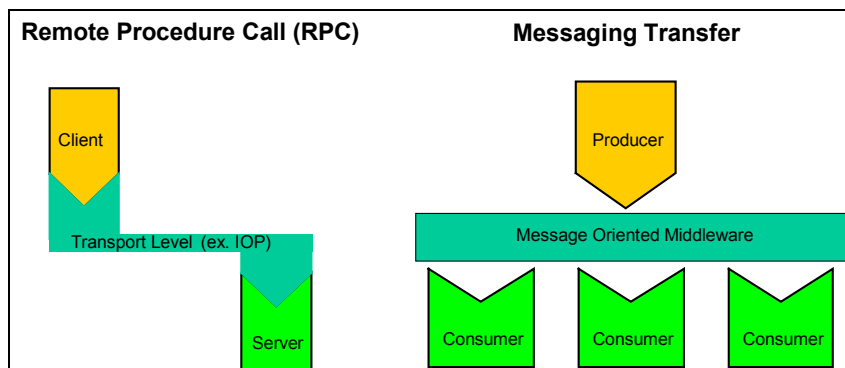 Remote Procedure Call (RPC)
Client
Transport Level (ex. IOP)
Server
Messaging Transfer
Producer
Message Oriented Middleware
Consumer
Consumer
Consumer